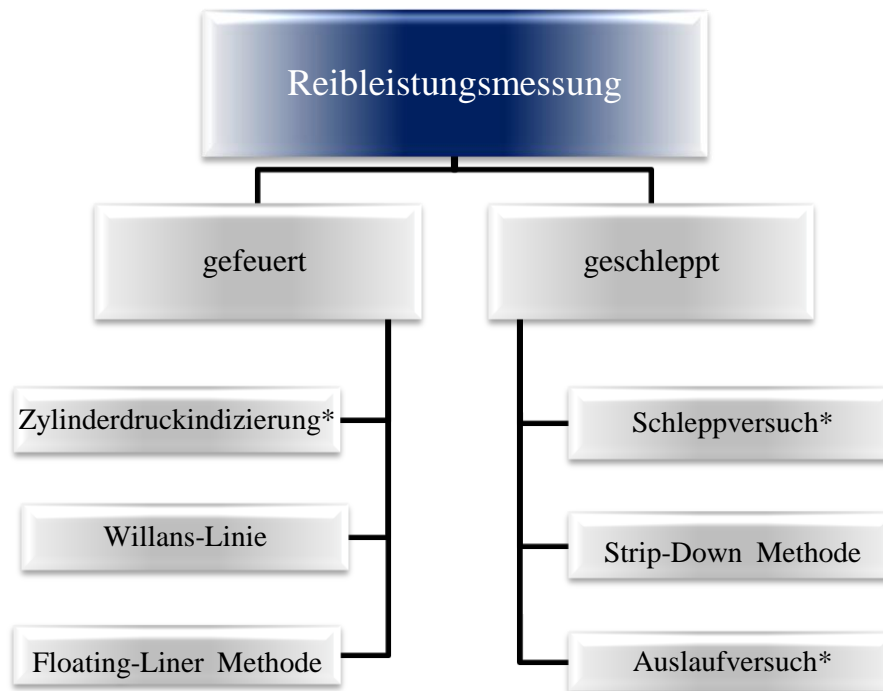 Reibleistungsmessung
gefeuert
geschleppt
Zylinderdruckindizierung*
Willans-Linie
Floating-Liner Methode
Schleppversuch*
Strip-Down Methode
Auslaufversuch*